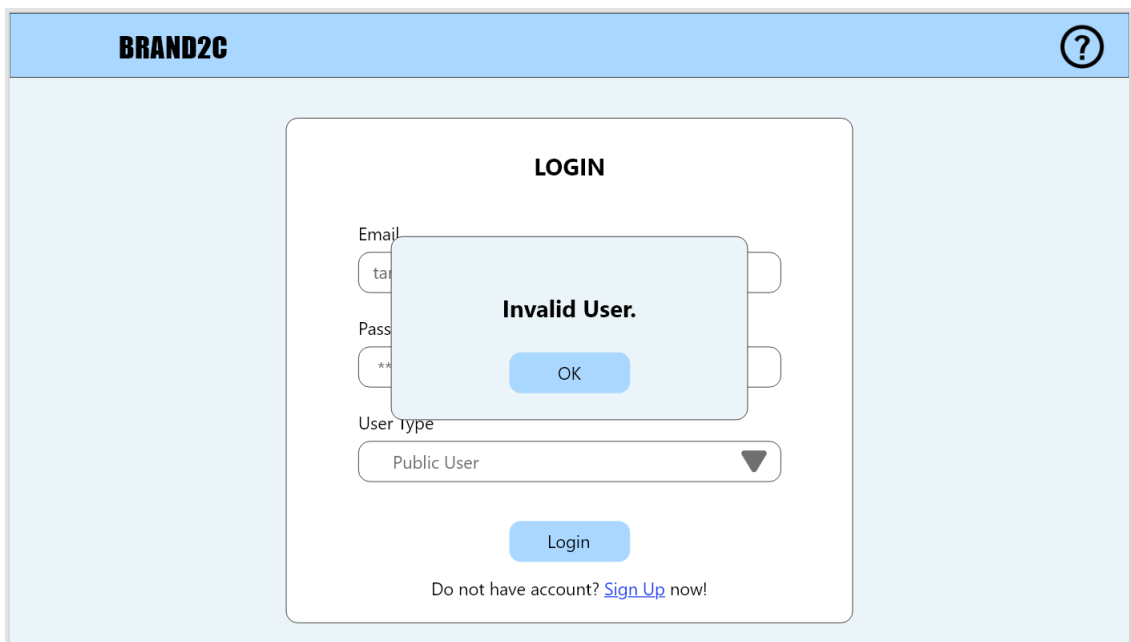 BRAND2C
?
LOGIN
Email
Invalid User.
OK
User Type
Public User
Login
Do not have account? Sign Up now!